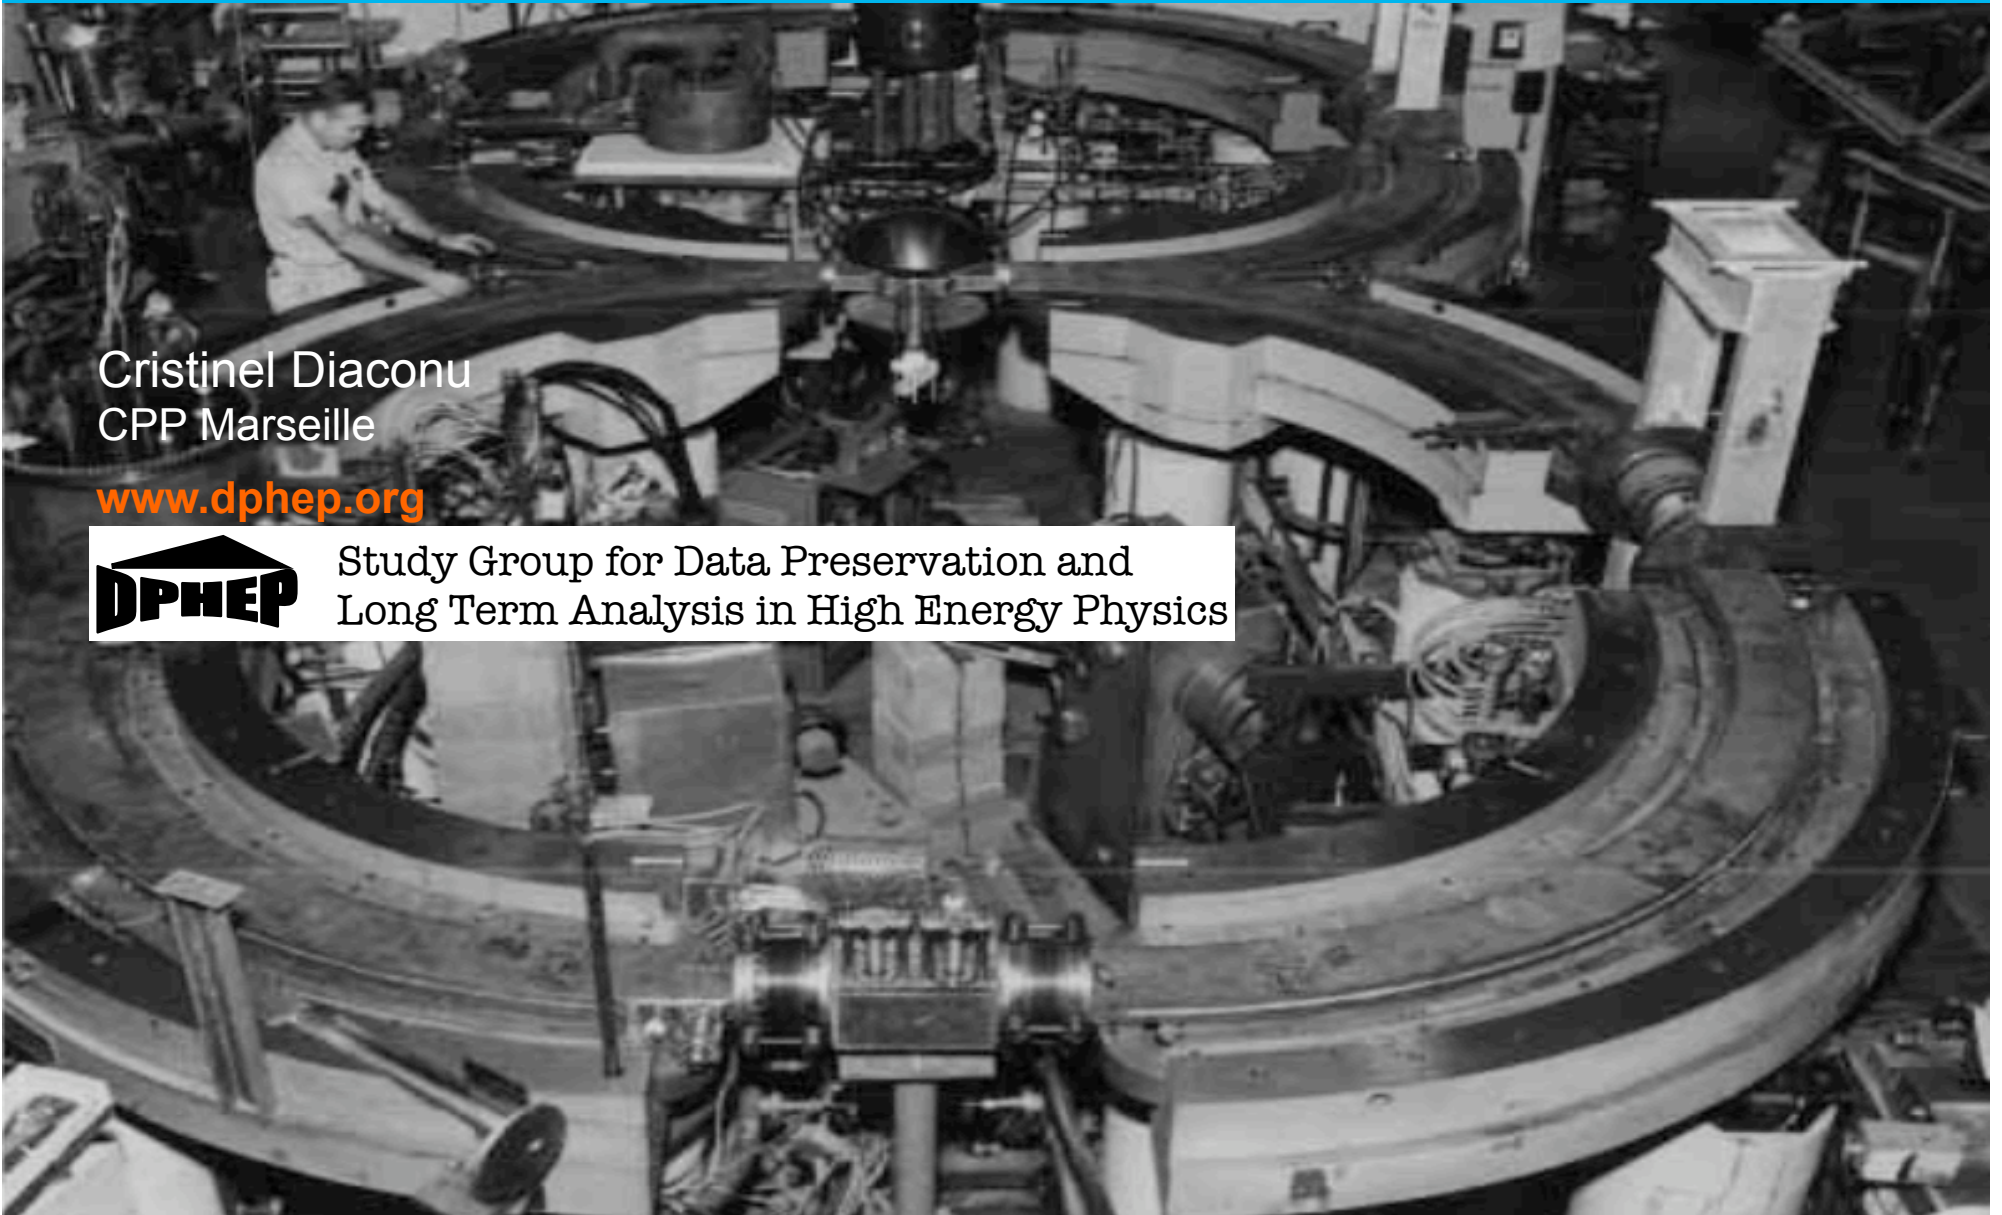 Cristinel Diaconu
CPP Marseille
www.dphep.org
DPHEP
Study Group for Data Preservation and
Long Term Analysis in High Energy Physics